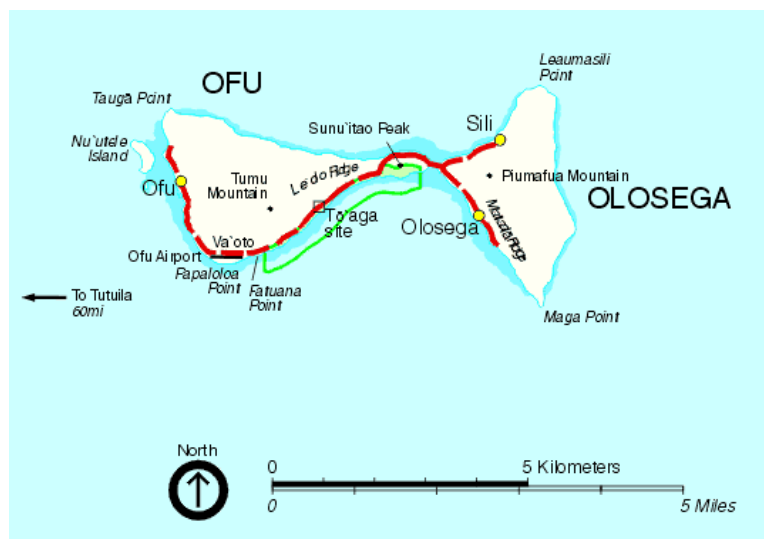 Leaumasili
Point
OFU
Taugā Point
Sili
Sunu`itao Peak
Nu`utele
Island
Le`olo Ridge
Piumafua Mountain
Ofu
Tumu
Mountain
OLOSEGA
To`aga
site
Olosega
Va`oto
Ofu Airport
Papaloloa
Point
Fatuana
Point
To Tutuila
60mi
Maga Point
North
0
5 Kilometers
0
5 Miles